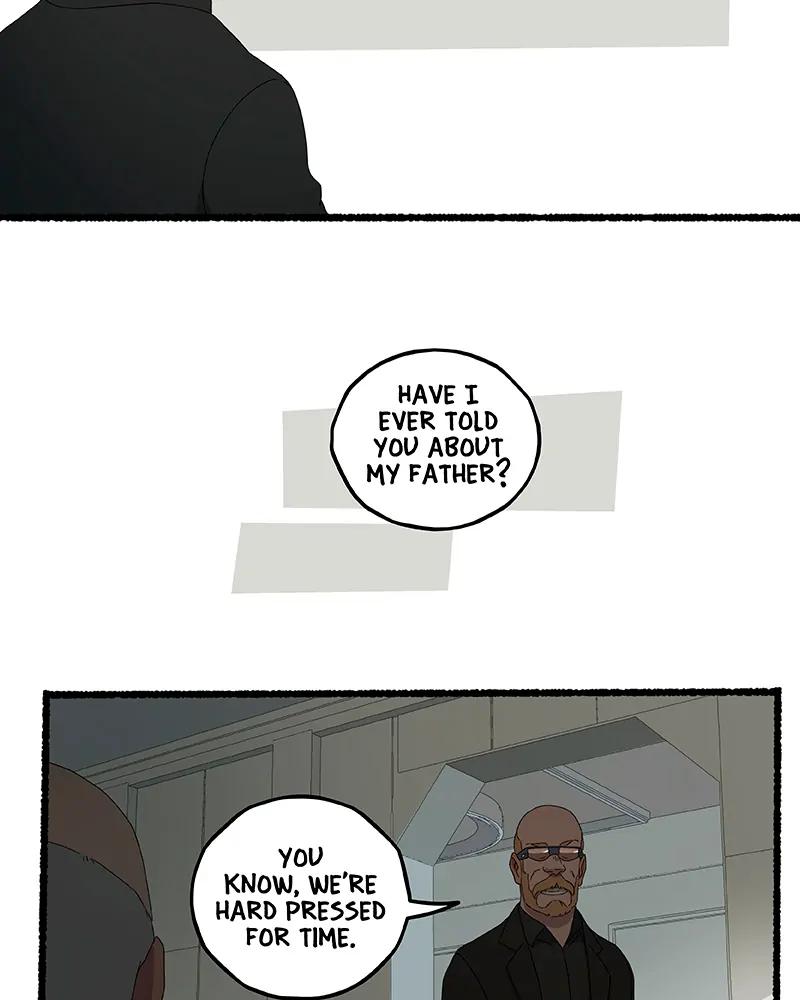 HAVE I
EVER TOLD
YOU ABOUT
MY FATHER?
YOU
KNOW, WE'RE
HARD PRESSED
FOR TIME.